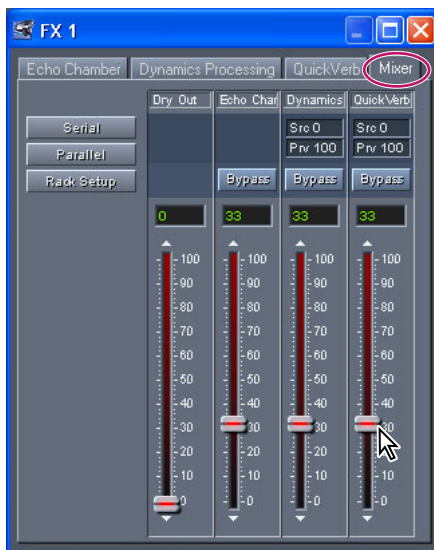 FX 1
Echo Chamber Dynamics Processing QuickVerb Mixer
Dry Out Echo Char Dynamics QuickVerb
Serial Src 0 Src 0
Parallel Prv 100 Prv 100
Rack Setup Bypass Bypass Bypass
0 33 33 33
100 100 100 100
90 90 90 90
80 80 80 80
70 70 70 70
60 60 60 60
50 50 50 50
40 40 40 40
30 30 30 30
20 20 20 20
10 10 10 10
0 0 0 0